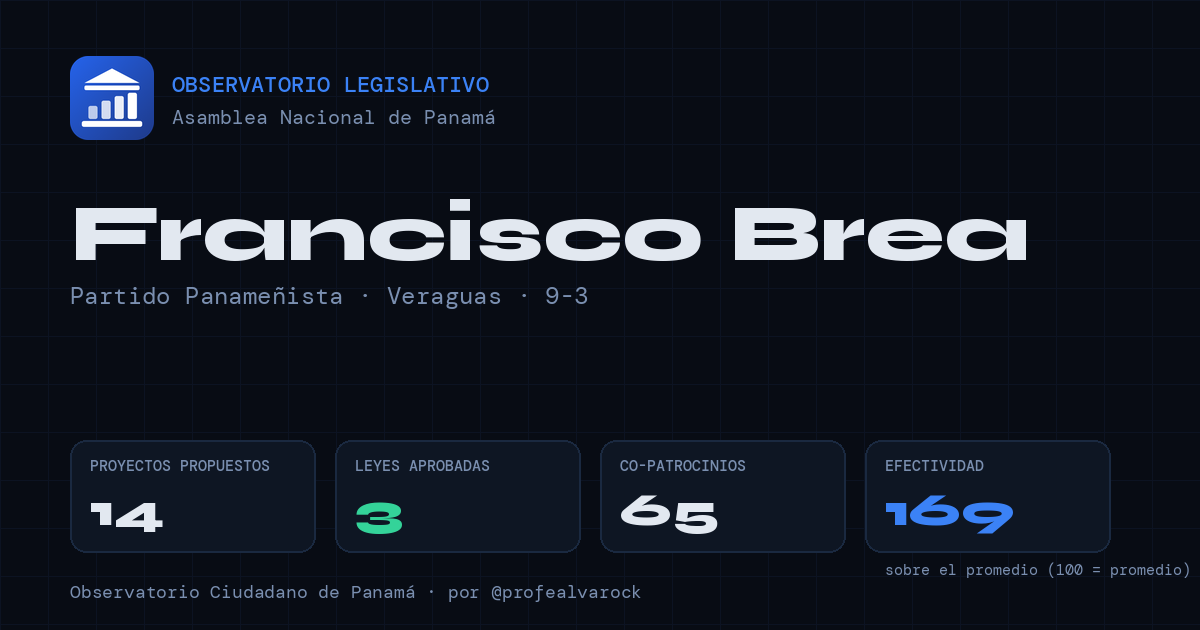 OBSERVATORIO LEGISLATIVO
Asamblea Nacional de Panamá
Francisco Brea
Partido Panameñista · Veraguas · 9-3
PROYECTOS PROPUESTOS
14
LEYES APROBADAS
3
CO-PATROCINIOS
65
EFECTIVIDAD
169
sobre el promedio (100 = promedio)
Observatorio Ciudadano de Panamá · por @profealvarock